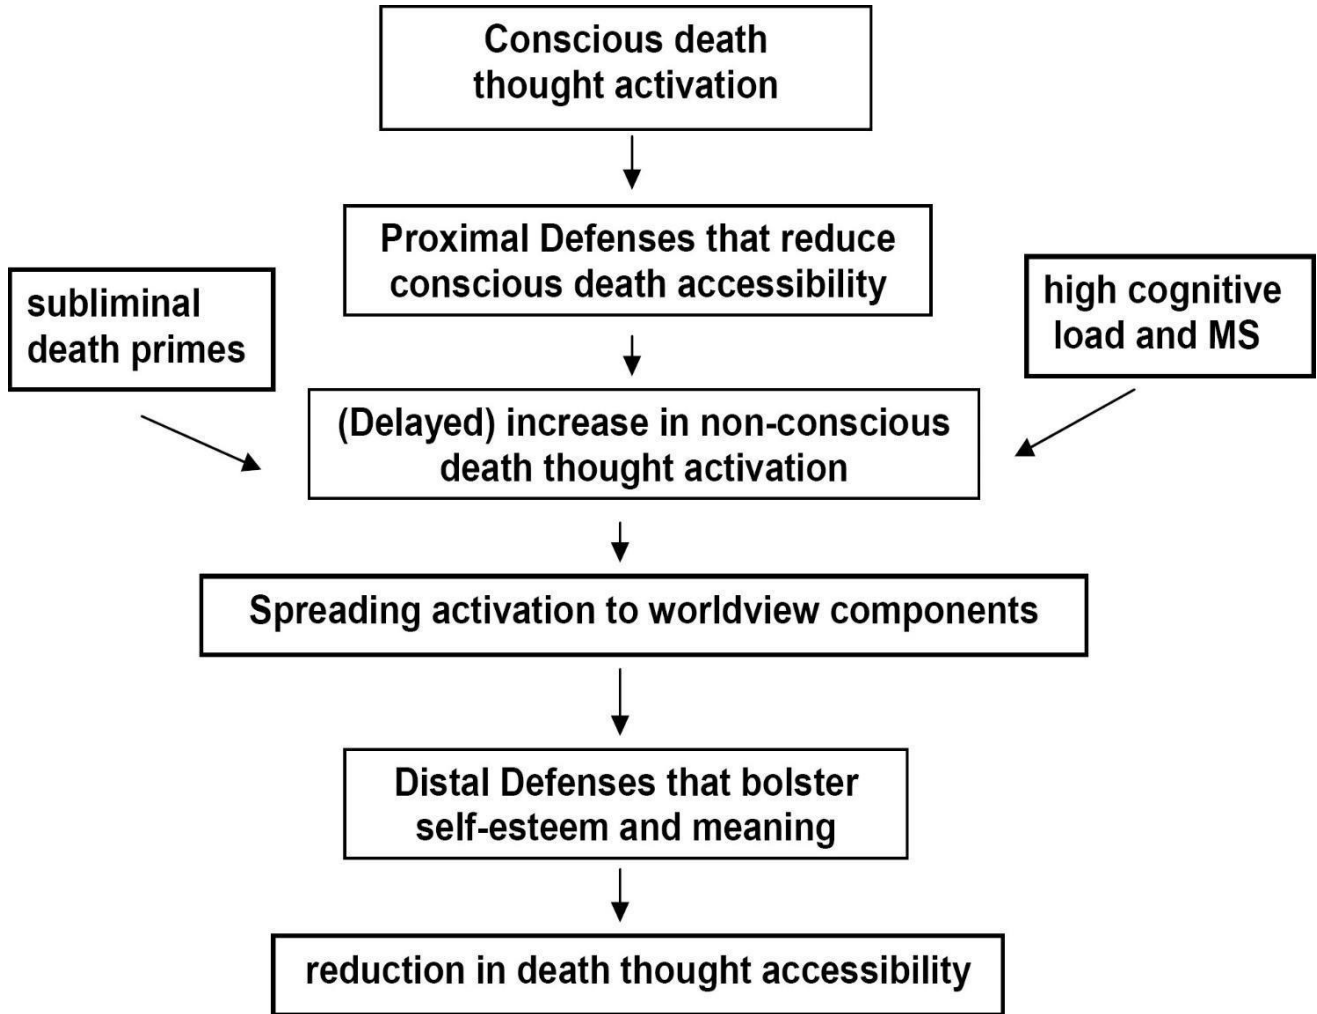 Conscious death
thought activation
Proximal Defenses that reduce
conscious death accessibility
subliminal
death primes
high cognitive
load and MS
(Delayed) increase in non-conscious
death thought activation
Spreading activation to worldview components
Distal Defenses that bolster
self-esteem and meaning
reduction in death thought accessibility